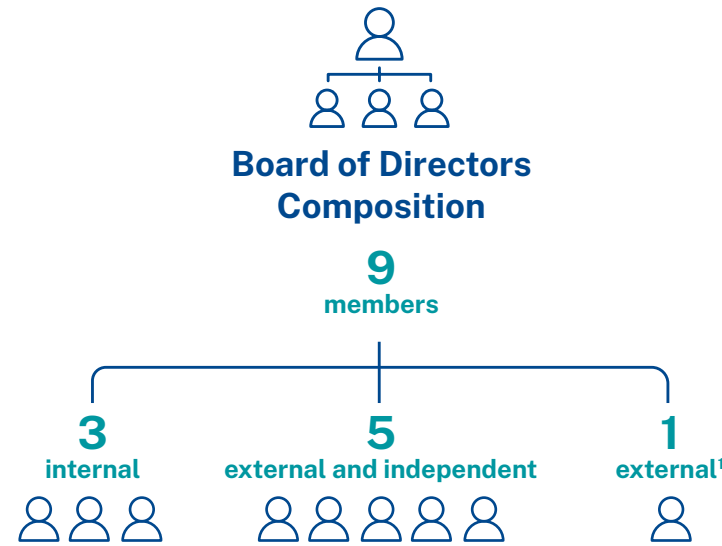 Board of Directors
Composition
9
members
3
internal
5
external and independent
1
external¹